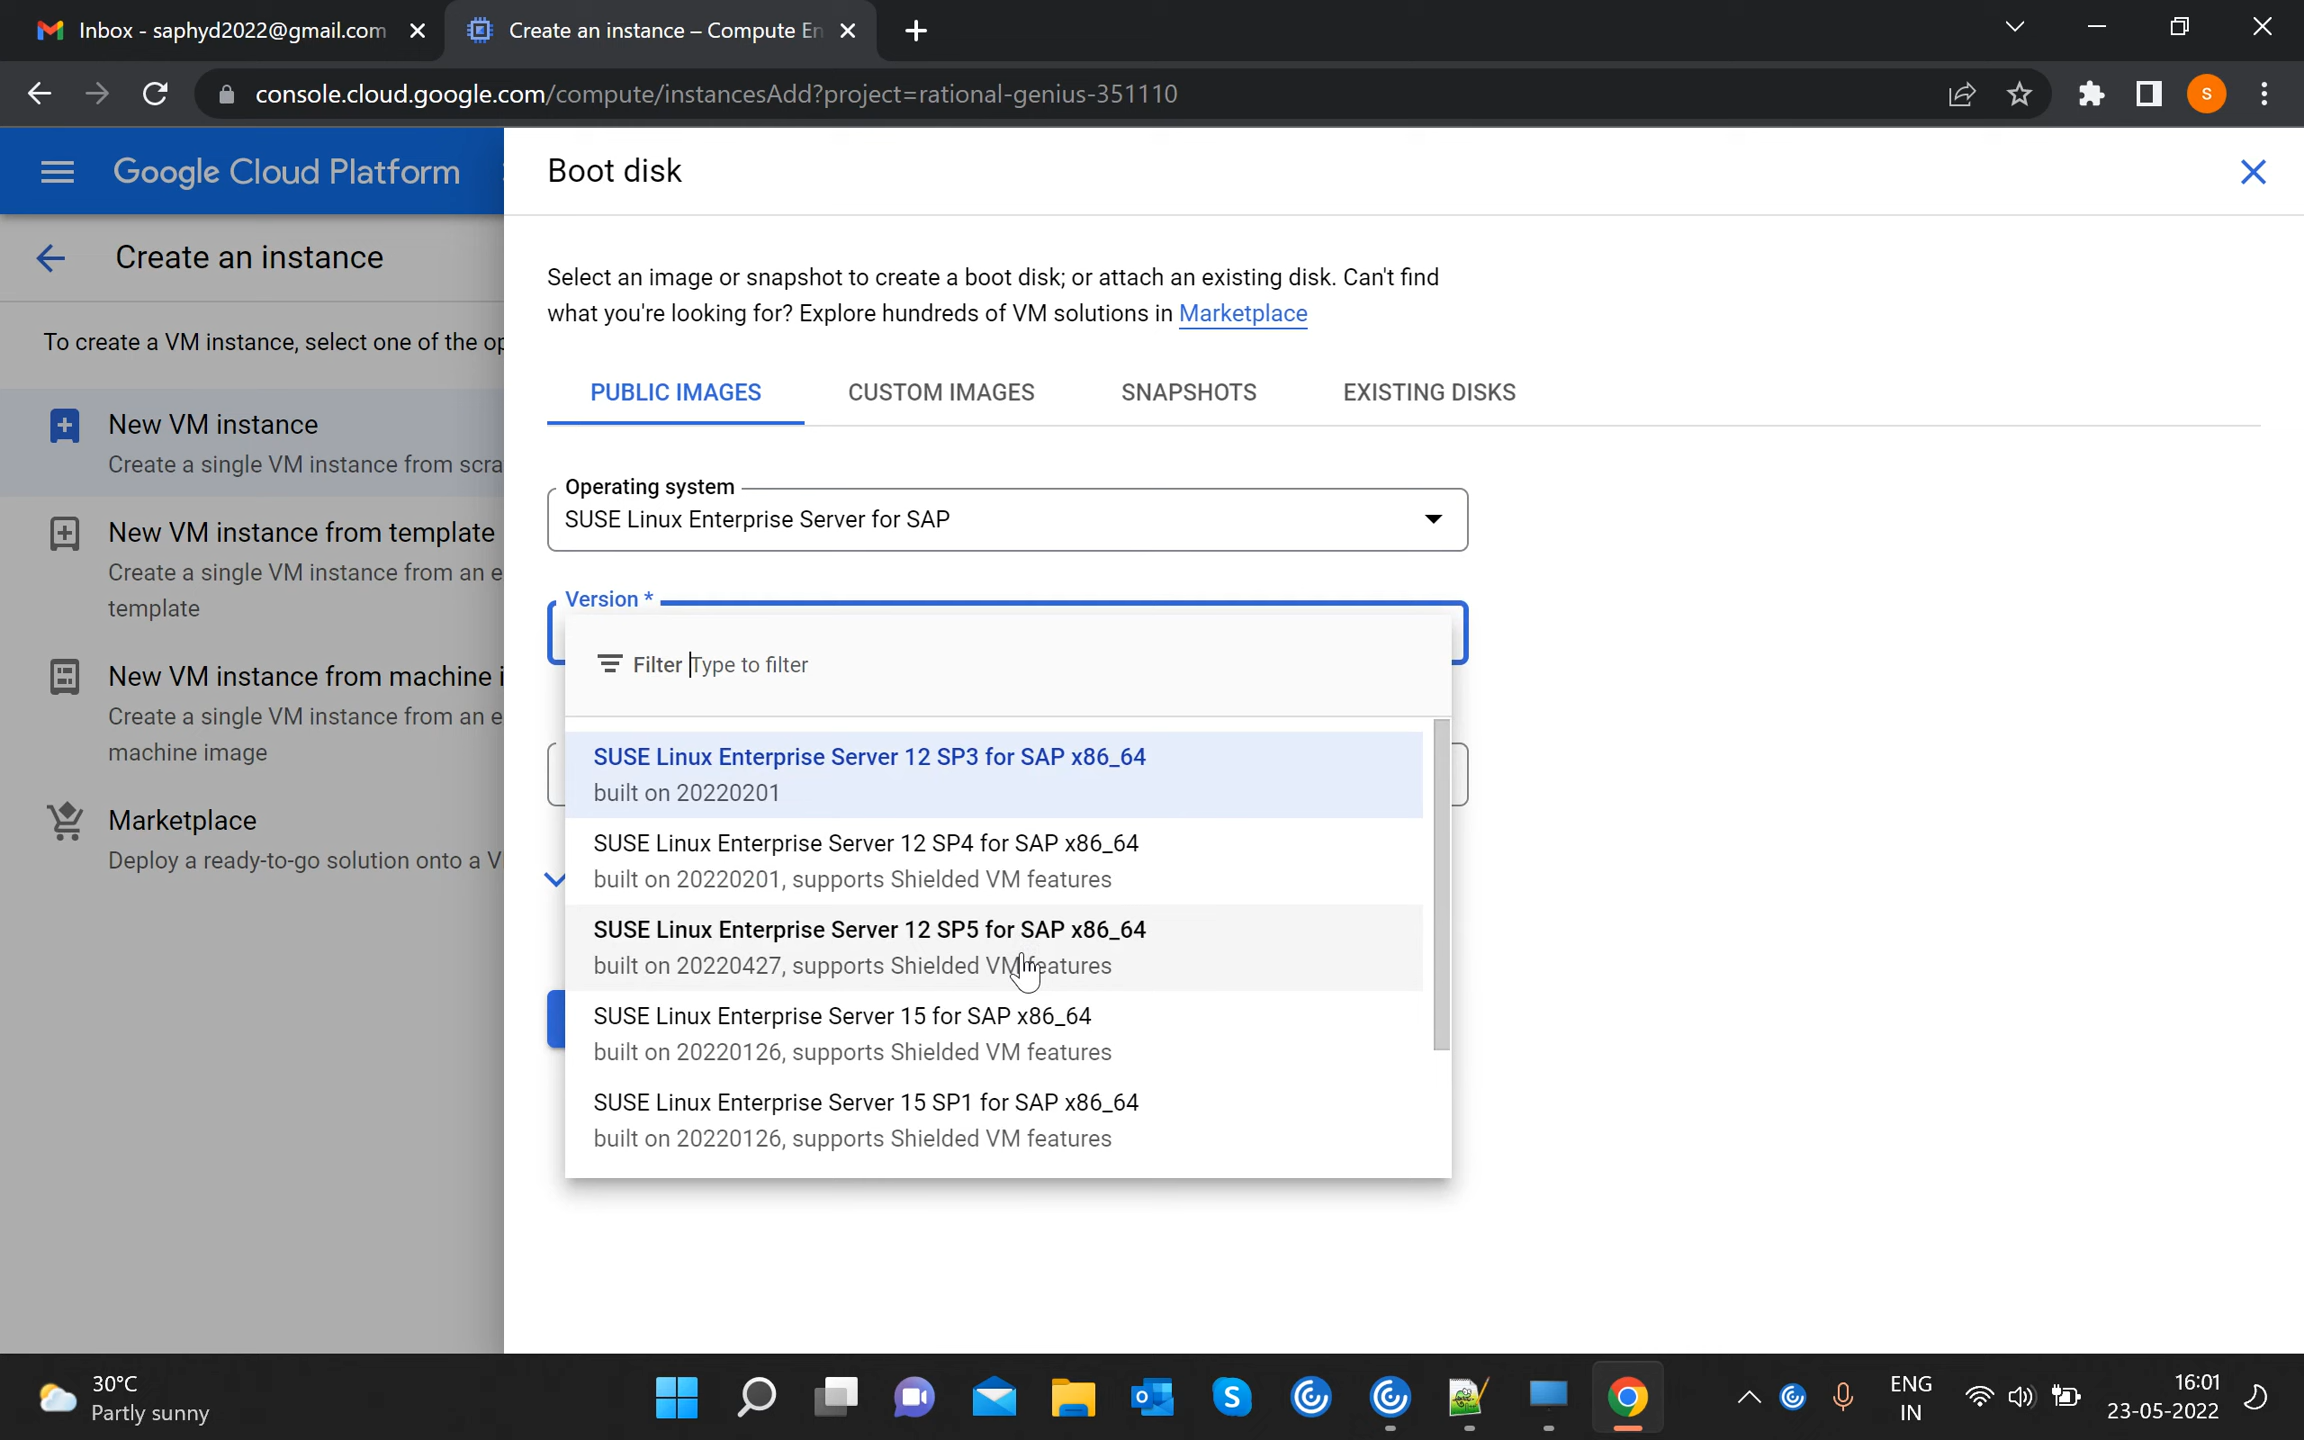 Inbox - saphyd2022@gmail.com
Create an instance – Compute En
console.cloud.google.com/compute/instancesAdd?project=rational-genius-351110
S
Google Cloud Platform
Boot disk
Create an instance
To create a VM instance, select one of the op
New VM instance
Create a single VM instance from scra
New VM instance from template
Create a single VM instance from an e
template
New VM instance from machine i
Create a single VM instance from an e
machine image
Marketplace
Deploy a ready-to-go solution onto a V
Select an image or snapshot to create a boot disk; or attach an existing disk. Can't find
what you're looking for? Explore hundreds of VM solutions in Marketplace
PUBLIC IMAGES CUSTOM IMAGES SNAPSHOTS EXISTING DISKS
Operating system
SUSE Linux Enterprise Server for SAP
Version *
Filter Type to filter
SUSE Linux Enterprise Server 12 SP3 for SAP x86_64
built on 20220201
SUSE Linux Enterprise Server 12 SP4 for SAP x86_64
built on 20220201, supports Shielded VM features
SUSE Linux Enterprise Server 12 SP5 for SAP x86_64
built on 20220427, supports Shielded VM features
SUSE Linux Enterprise Server 15 for SAP x86_64
built on 20220126, supports Shielded VM features
SUSE Linux Enterprise Server 15 SP1 for SAP x86_64
built on 20220126, supports Shielded VM features
30°C
Partly sunny
ENG
IN
16:01
23-05-2022